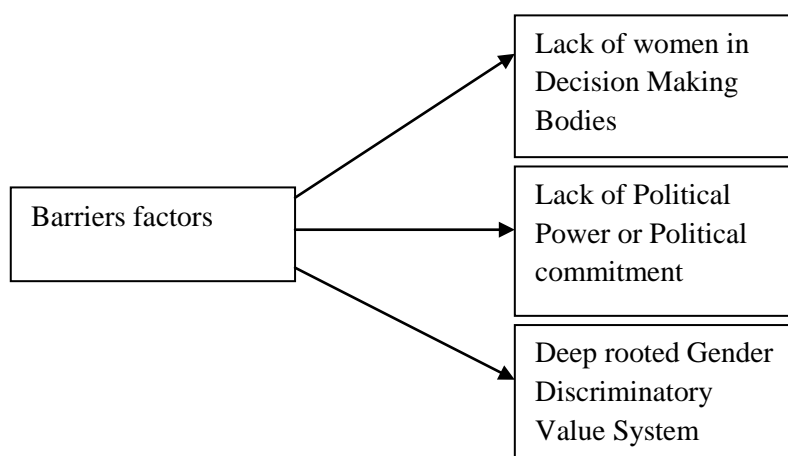 Lack of women in
Decision Making
Bodies
Barriers factors
Lack of Political
Power or Political
commitment
Deep rooted Gender
Discriminatory
Value System